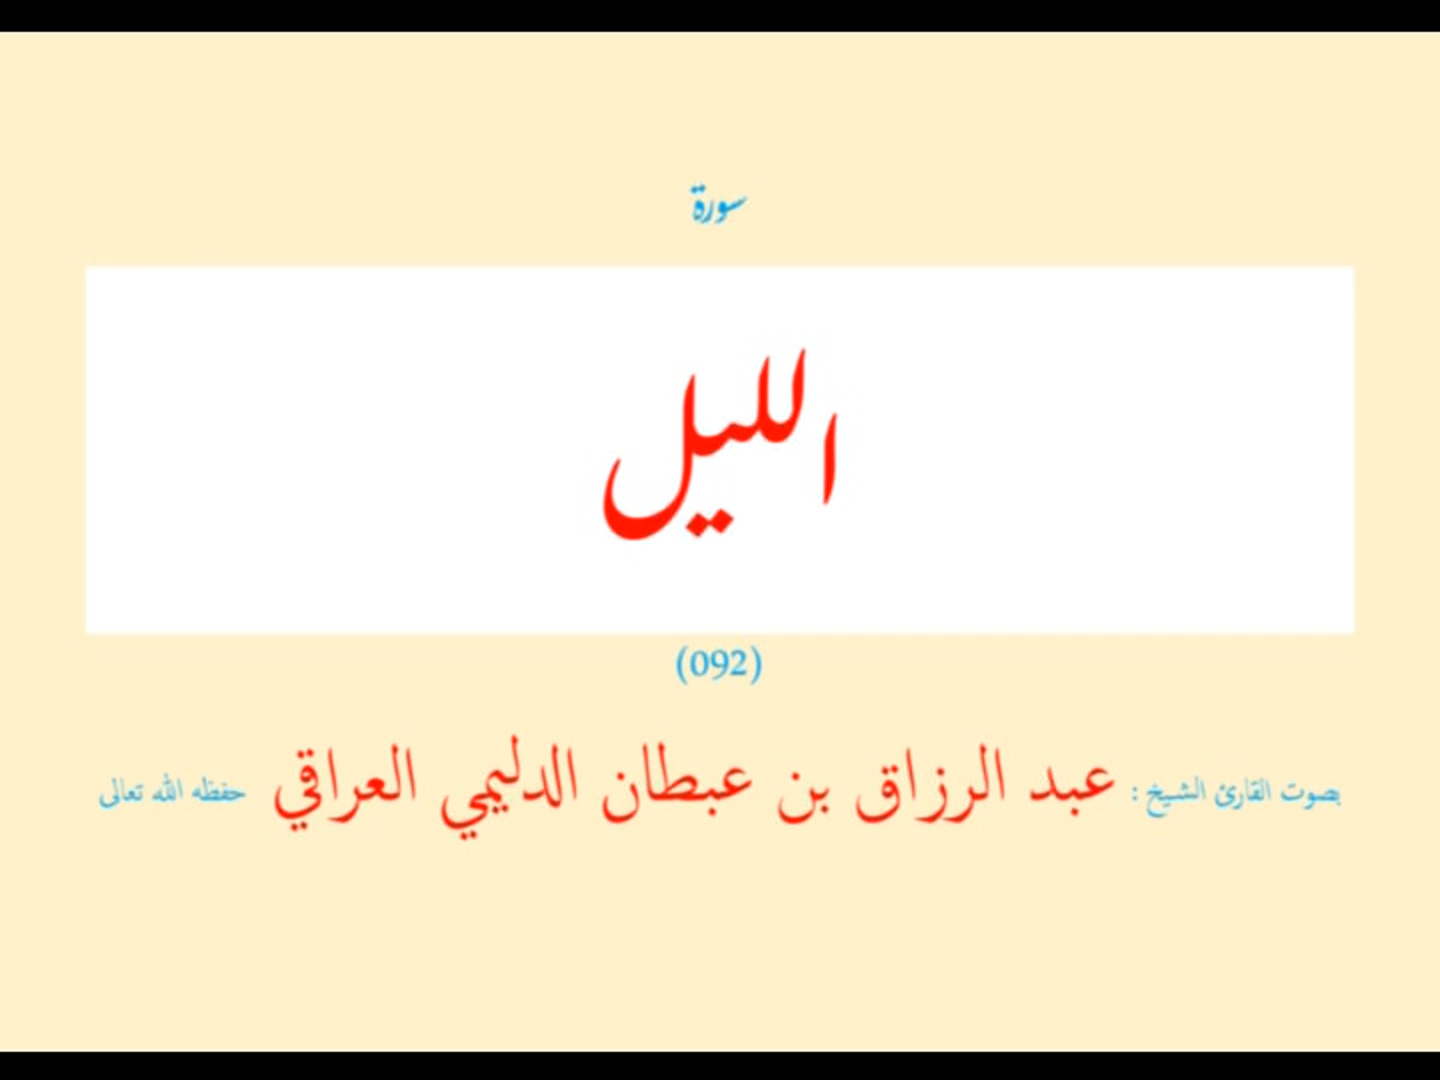 سورة
الليل
(092)
بصوت القارئ الشيخ : عبد الرزاق بن عبطان الدليمي العراقي حفظه الله تعالى